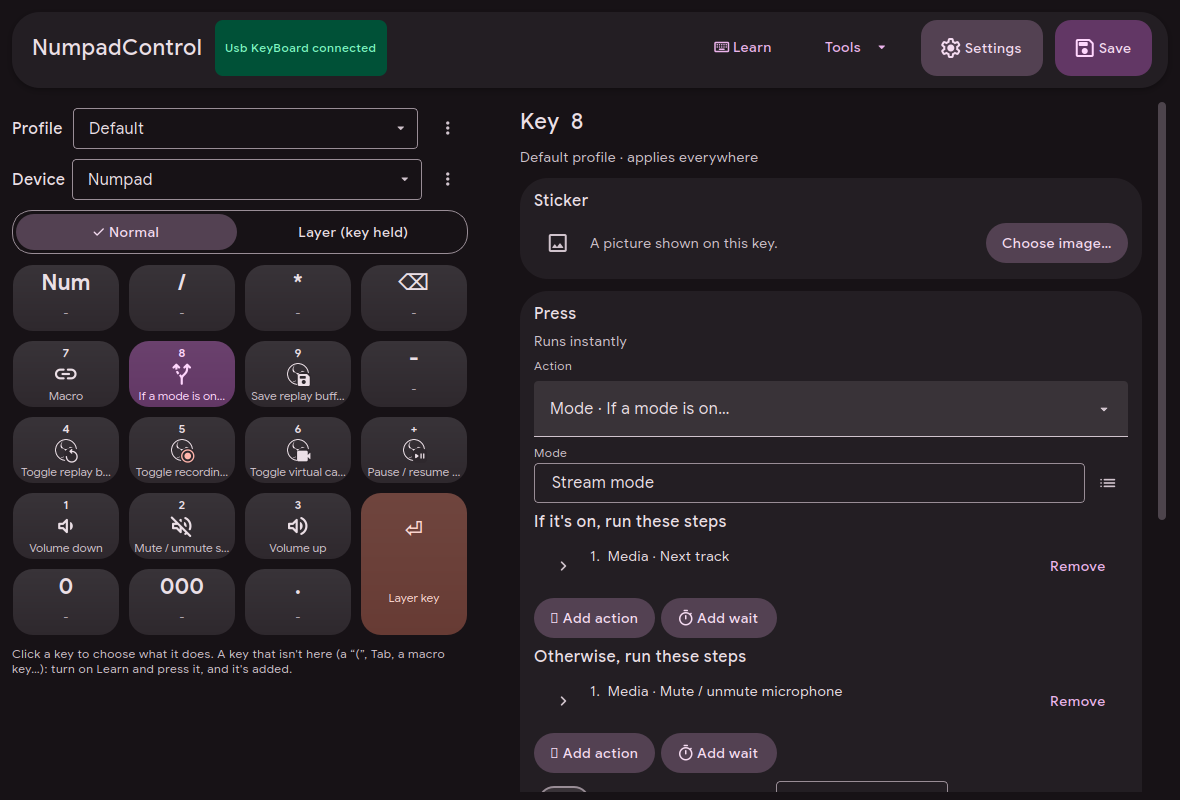 NumpadControl
Usb KeyBoard connected
Learn
Tools
Settings
Save
Profile
Default
Device
Numpad
Normal
Layer (key held)
Num
-
/
-
*
-
⌫
-
7
Macro
8
If a mode is on...
9
Save replay buff...
-
-
4
Toggle replay b...
5
Toggle recordin...
6
Toggle virtual ca...
+
Pause / resume ...
1
Volume down
2
Mute / unmute s...
3
Volume up
⏎
Layer key
0
-
000
-
.
-
Click a key to choose what it does. A key that isn't here (a “(”, Tab, a macro
key...): turn on Learn and press it, and it's added.
Key 8
Default profile · applies everywhere
Sticker
A picture shown on this key.
Choose image...
Press
Runs instantly
Action
Mode · If a mode is on...
Mode
Stream mode
If it's on, run these steps
1. Media · Next track
Remove
Add action
Add wait
Otherwise, run these steps
1. Media · Mute / unmute microphone
Remove
Add action
Add wait